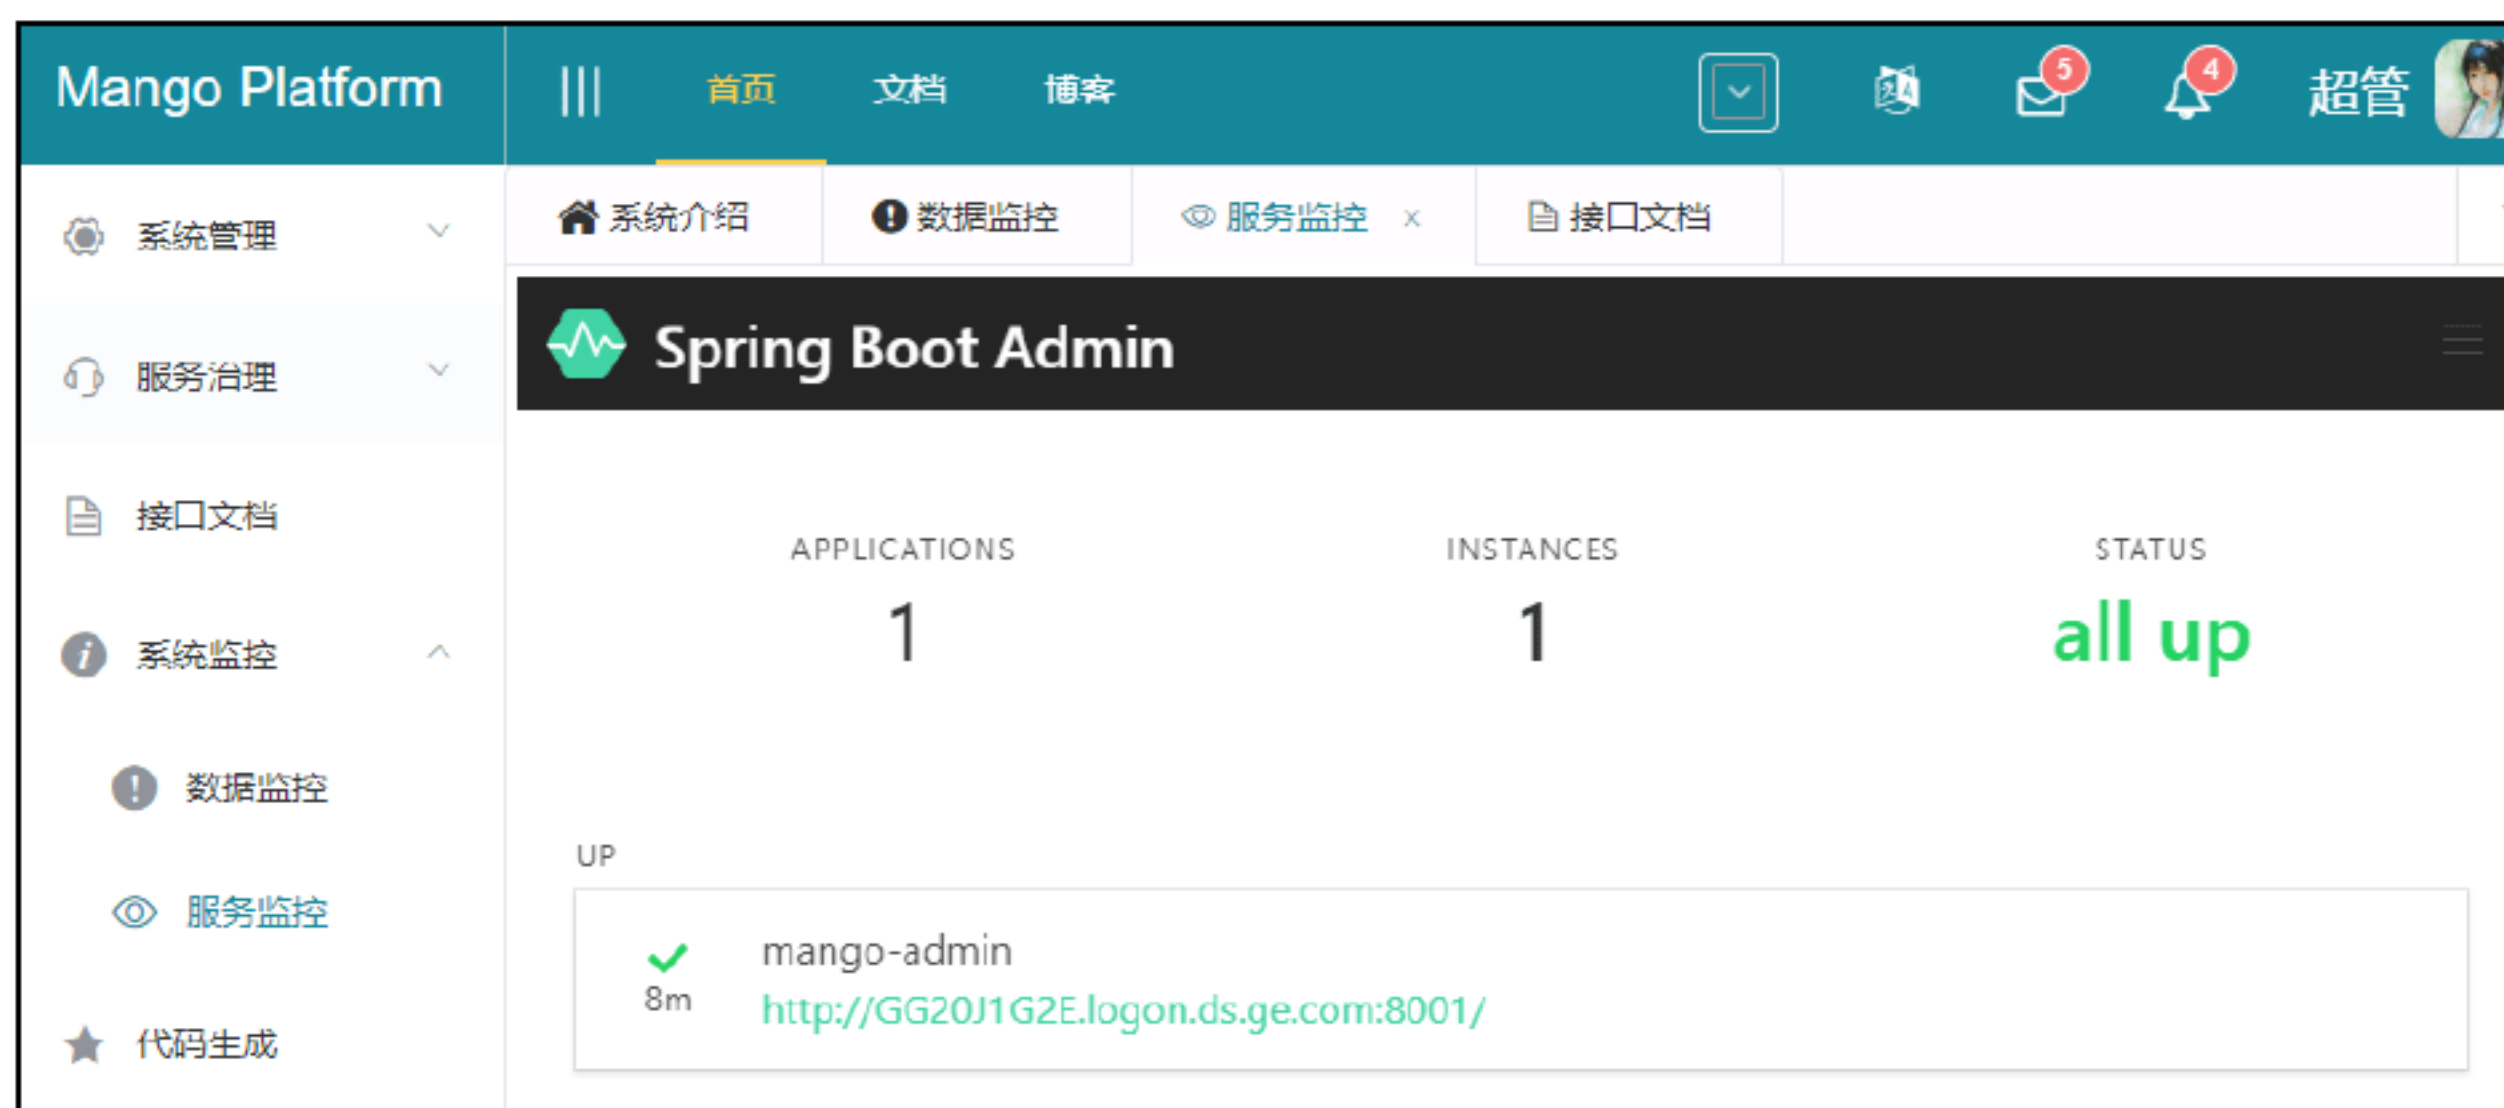 Mango Platform
首页 文档 博客
5
4
超管
系统管理
服务治理
接口文档
系统监控
数据监控
服务监控
代码生成
系统介绍 数据监控 服务监控 x 接口文档
Spring Boot Admin
APPLICATIONS
1
INSTANCES
1
STATUS
all up
UP
8m
mango-admin
http://GG20J1G2E.logon.ds.ge.com:8001/